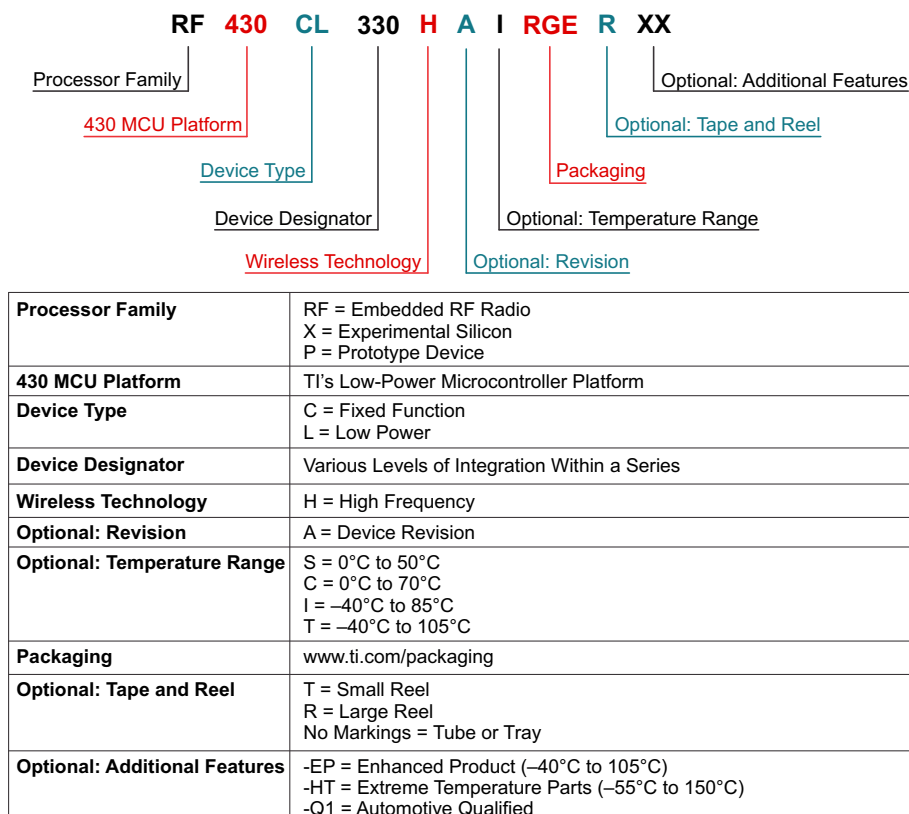 RF 430 CL 330 H A I RGE R XX
Processor Family
Optional: Additional Features
430 MCU Platform
Optional: Tape and Reel
Device Type
Packaging
Device Designator
Optional: Temperature Range
Wireless Technology
Optional: Revision
Processor Family RF = Embedded RF Radio
X = Experimental Silicon
P = Prototype Device
430 MCU Platform TI's Low-Power Microcontroller Platform
Device Type C = Fixed Function
L = Low Power
Device Designator Various Levels of Integration Within a Series
Wireless Technology H = High Frequency
Optional: Revision A = Device Revision
Optional: Temperature Range S = 0°C to 50°C
C = 0°C to 70°C
I = –40°C to 85°C
T = –40°C to 105°C
Packaging www.ti.com/packaging
Optional: Tape and Reel T = Small Reel
R = Large Reel
No Markings = Tube or Tray
Optional: Additional Features -EP = Enhanced Product (–40°C to 105°C)
-HT = Extreme Temperature Parts (–55°C to 150°C)
-Q1 = Automotive Qualified